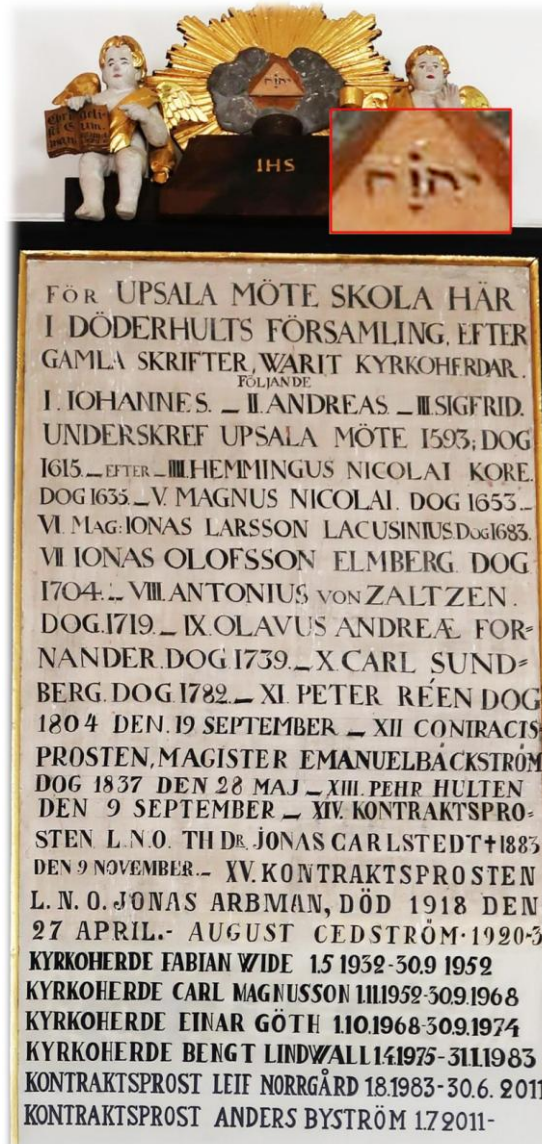 יהוה
IHS
FÖR UPSALA MÖTE SKOLA HÄR
I DÖDERHULTS FÖRSAMLING, EFTER
GAMLA SKRIFTER, WARIT KYRKOHERDAR.
FÖLJANDE
I. IOHANNES. _ II. ANDREAS _ III. SIGFRID.
UNDERSKREF UPSALA MÖTE 1593; DOG
1615. _ EFTER _ IIII. HEMMINGUS NICOLAI KORE.
DOG 1635. _ V. MAGNUS NICOLAI. DOG 1653. _
VI. MAG: IONAS LARSSON LACUSINIUS. DOG 1683.
VII IONAS OLOFSSON ELMBERG. DOG
1704. _ VIII. ANTONIUS VON ZALTZEN.
DOG. 1719. _ IX. OLAVUS ANDREÆ FOR=
NANDER. DOG 1739. _ X. CARL SUND=
BERG. DOG. 1782. _ XI. PETER RÉEN DOG
1804 DEN. 19 SEPTEMBER _ XII CONTRACTS
PROSTEN, MAGISTER EMANUEL BÄCKSTRÖM
DOG 1837 DEN 28 MAJ _ XIII. PEHR HULTEN
DEN 9 SEPTEMBER _ XIV. KONTRAKTSPRO=
STEN L.N.O. TH DR. JONAS CARLSTEDT † 1883
DEN 9 NOVEMBER. - XV. KONTRAKTSPROSTEN
L. N. O. JONAS ARBMAN, DÖD 1918 DEN
27 APRIL. - AUGUST CEDSTRÖM · 1920-3
KYRKOHERDE FABIAN WIDE 1.5 1932-30.9 1952
KYRKOHERDE CARL MAGNUSSON 1.11.1952-30.9.1968
KYRKOHERDE EINAR GÖTH 1.10.1968-30.9.1974
KYRKOHERDE BENGT LINDWALL 1.4.1975-31.1.1983
KONTRAKTSPROST LEIF NORRGÅRD 1.8.1983-30.6. 2011
KONTRAKTSPROST ANDERS BYSTRÖM 1.7 2011-